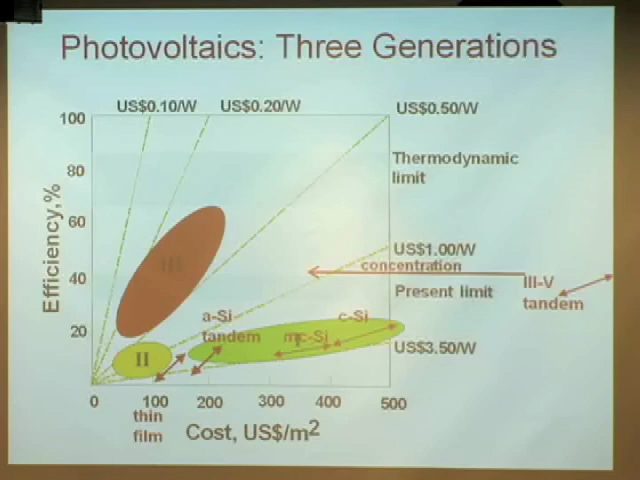 Photovoltaics: Three Generations
US$0.10/W
US$0.20/W
US$0.50/W
100
80
60
40
20
Efficiency,%
Thermodynamic
limit
III
US$1.00/W
concentration
III-V
tandem
Present limit
a-Si
tandem
c-Si
mc-Si
I
II
US$3.50/W
0
100
200
300
400
500
thin
film
Cost, US$/m2